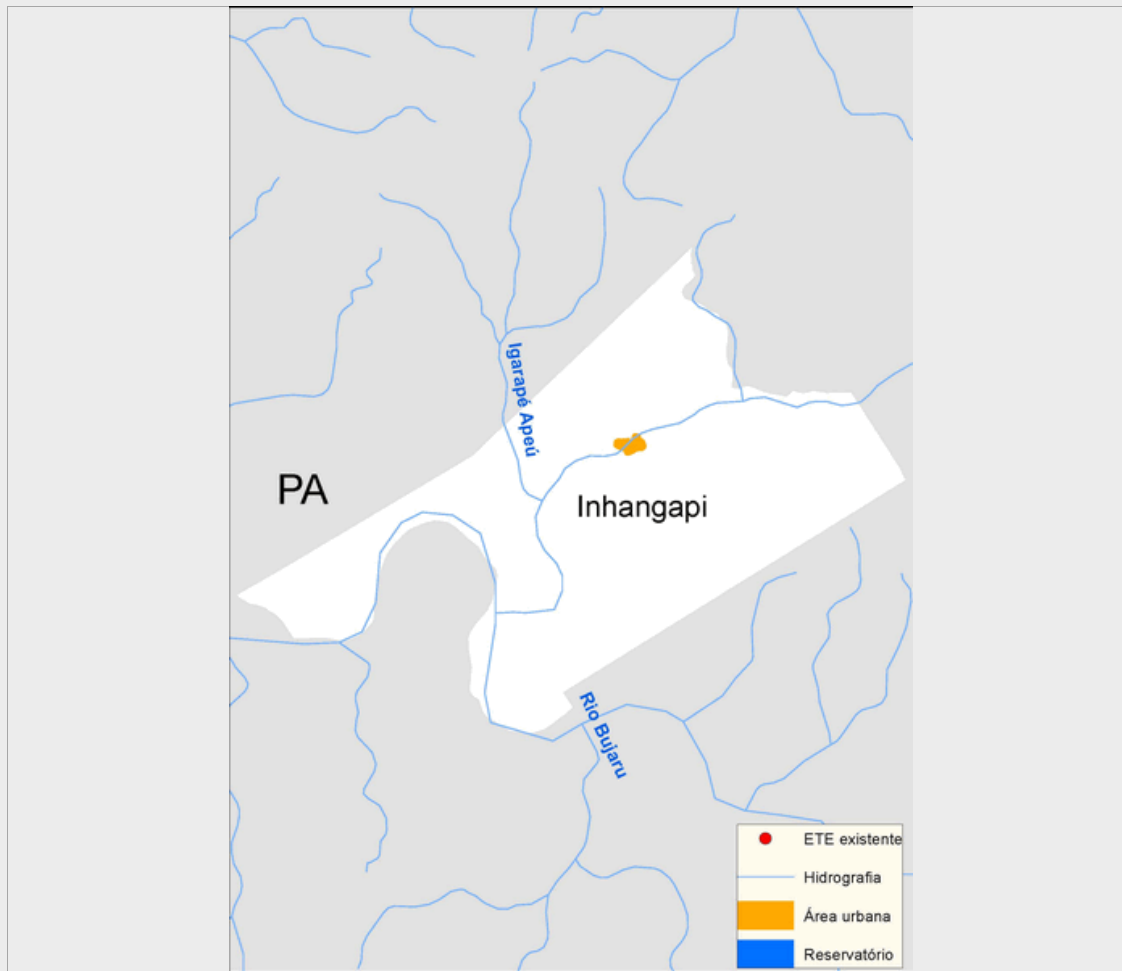 Igarapé Apeú
PA
Inhangapi
Rio Bujaru
ETE existente
Hidrografia
Área urbana
Reservatório